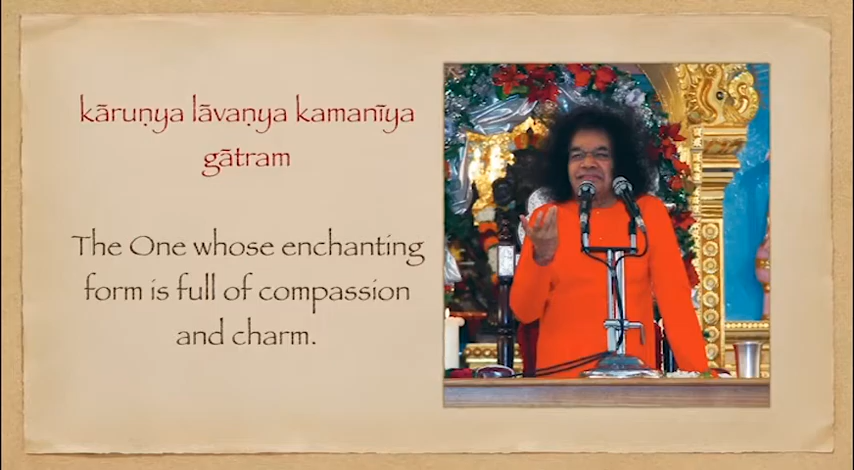 kāruṇya lāvaṇya kamanīya
gātram
The One whose enchanting
form is full of compassion
and charm.